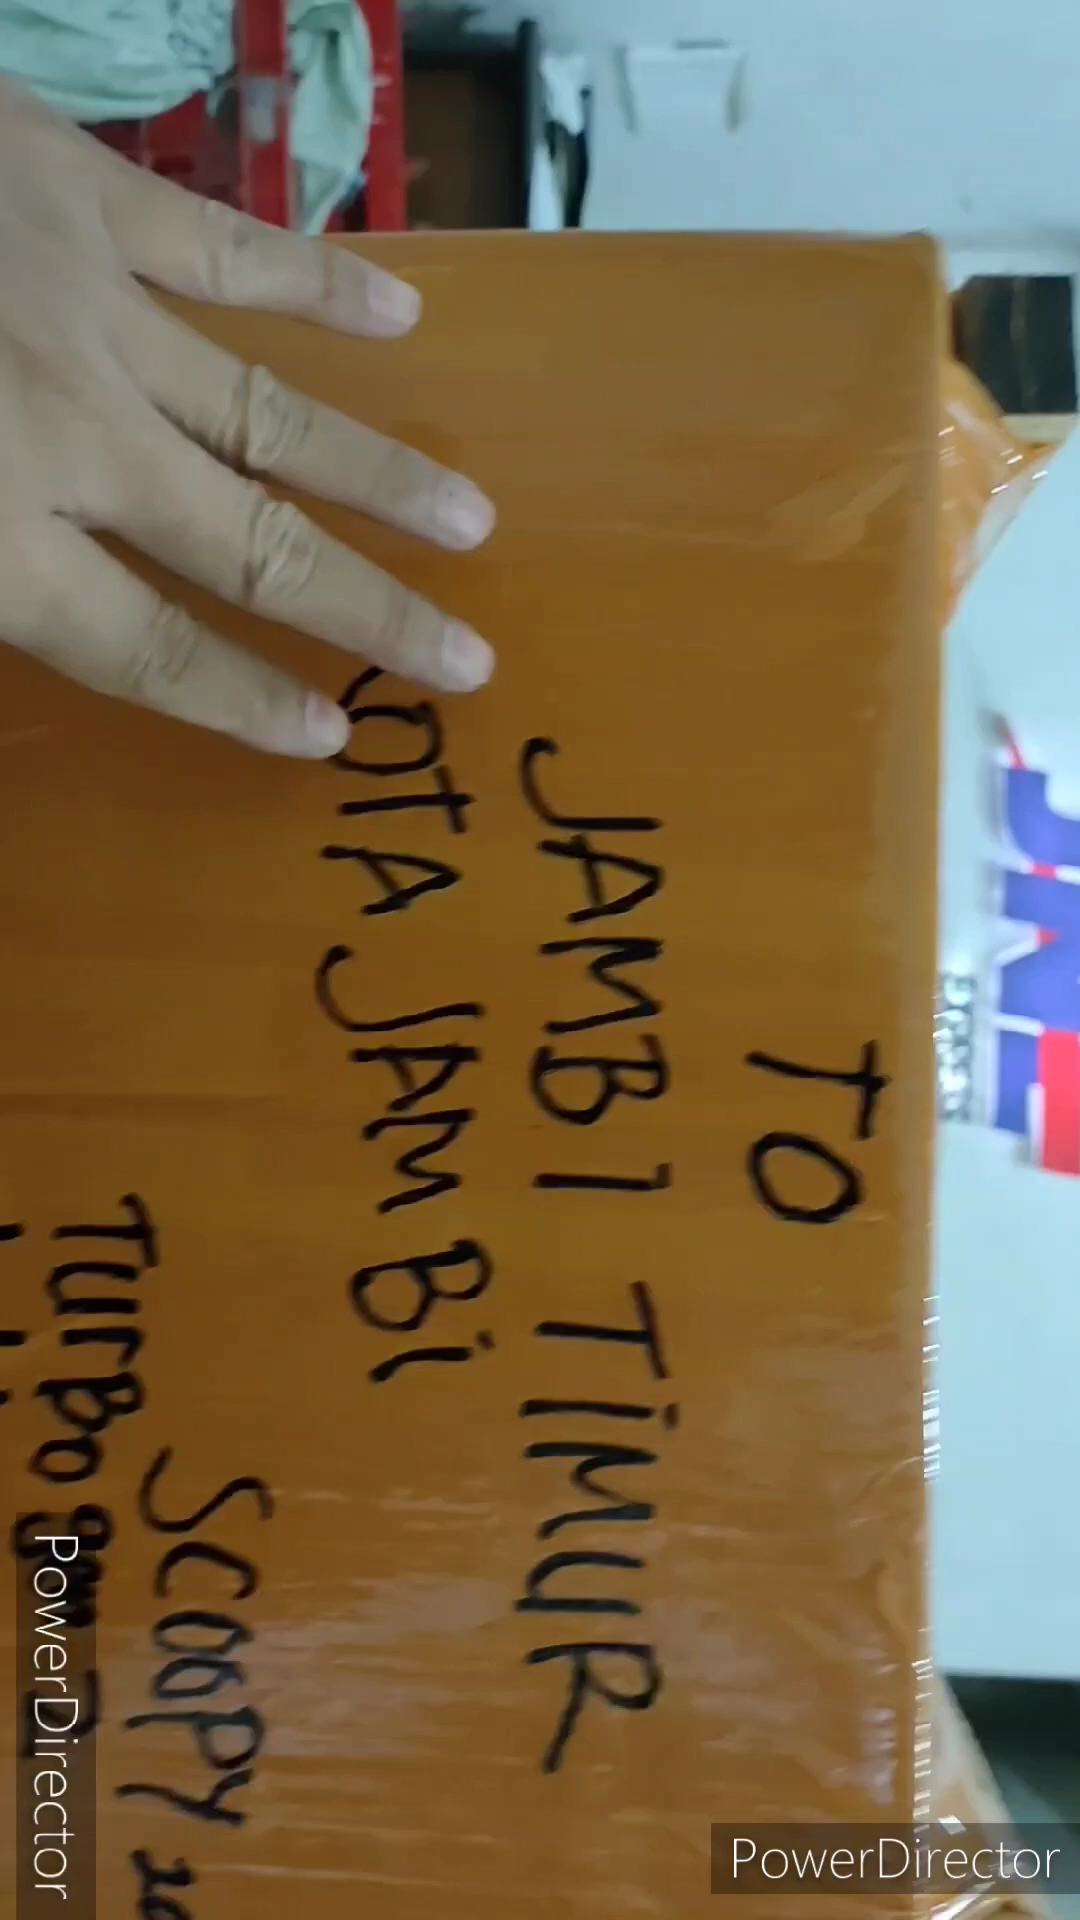 TO
JAMBI TIMUR
KOTA JAMBi
Scoopy
Turbo
PowerDirector
PowerDirector